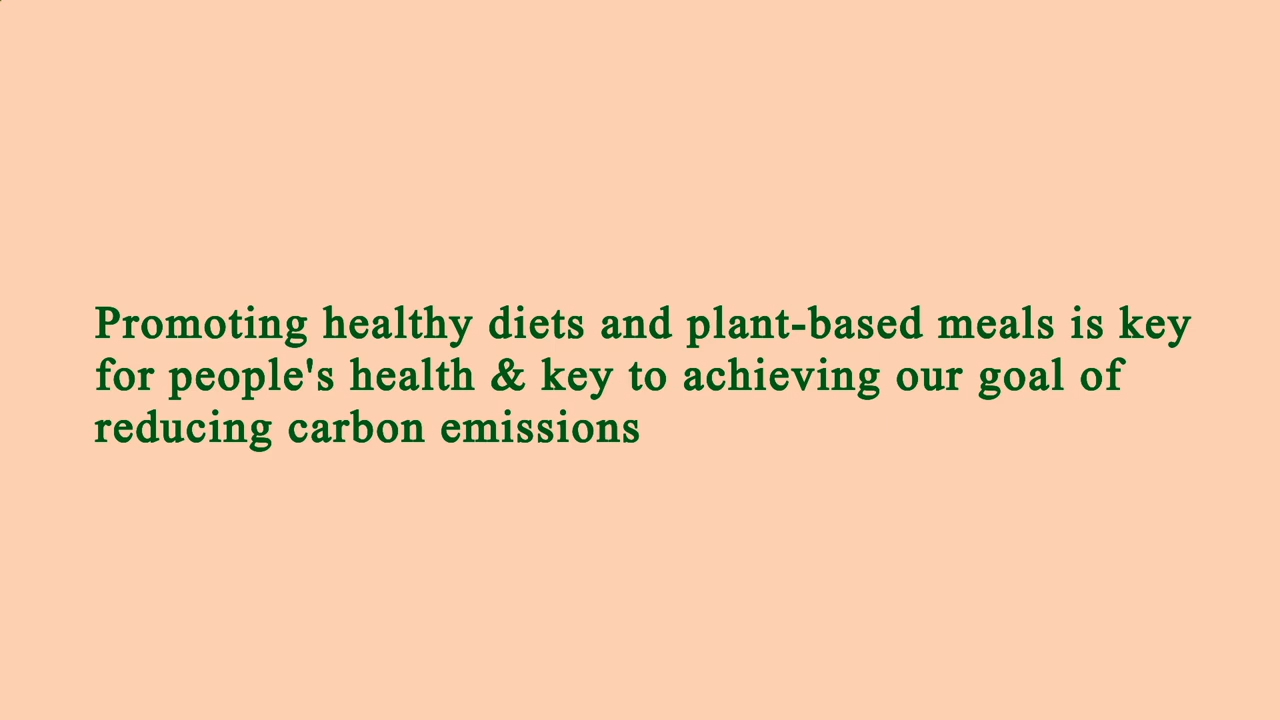 Promoting healthy diets and plant-based meals is key
for people's health & key to achieving our goal of
reducing carbon emissions